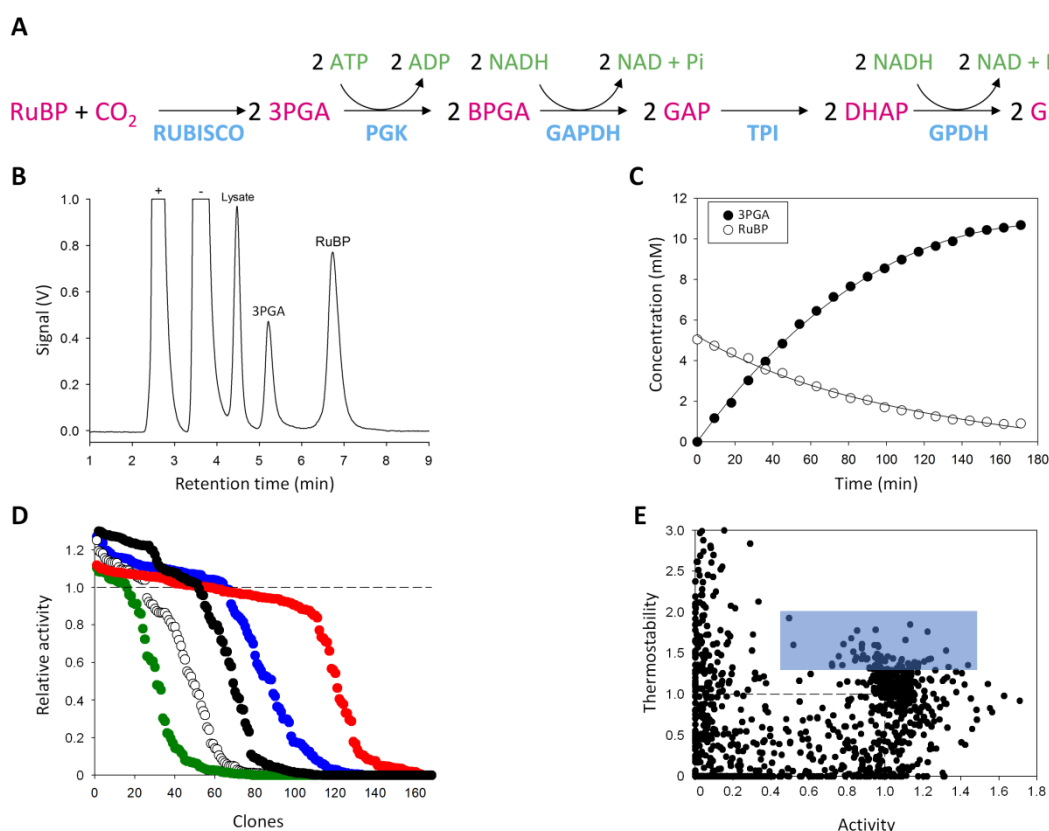 A
2 ATP 2 ADP 2 NADH 2 NAD + Pi 2 NADH 2 NAD +
RuBP + CO₂ 2 3PGA 2 BPGA 2 GAP 2 DHAP 2 G
RUBISCO PGK GAPDH TPI GPDH
B
+ - Lysate
RuBP
3PGA
1.0
0.8
0.6
0.4
0.2
0.0
Signal (V)
1 2 3 4 5 6 7 8 9
Retention time (min)
C
3PGA
RuBP
12
10
8
6
4
2
0
Concentration (mM)
0 20 40 60 80 100 120 140 160 180
Time (min)
D
1.2
1.0
0.8
0.6
0.4
0.2
0
Relative activity
0 20 40 60 80 100 120 140 160
Clones
E
3.0
2.5
2.0
1.5
1.0
0.5
0
Thermostability
0.0 0.2 0.4 0.6 0.8 1.0 1.2 1.4 1.6 1.8
Activity